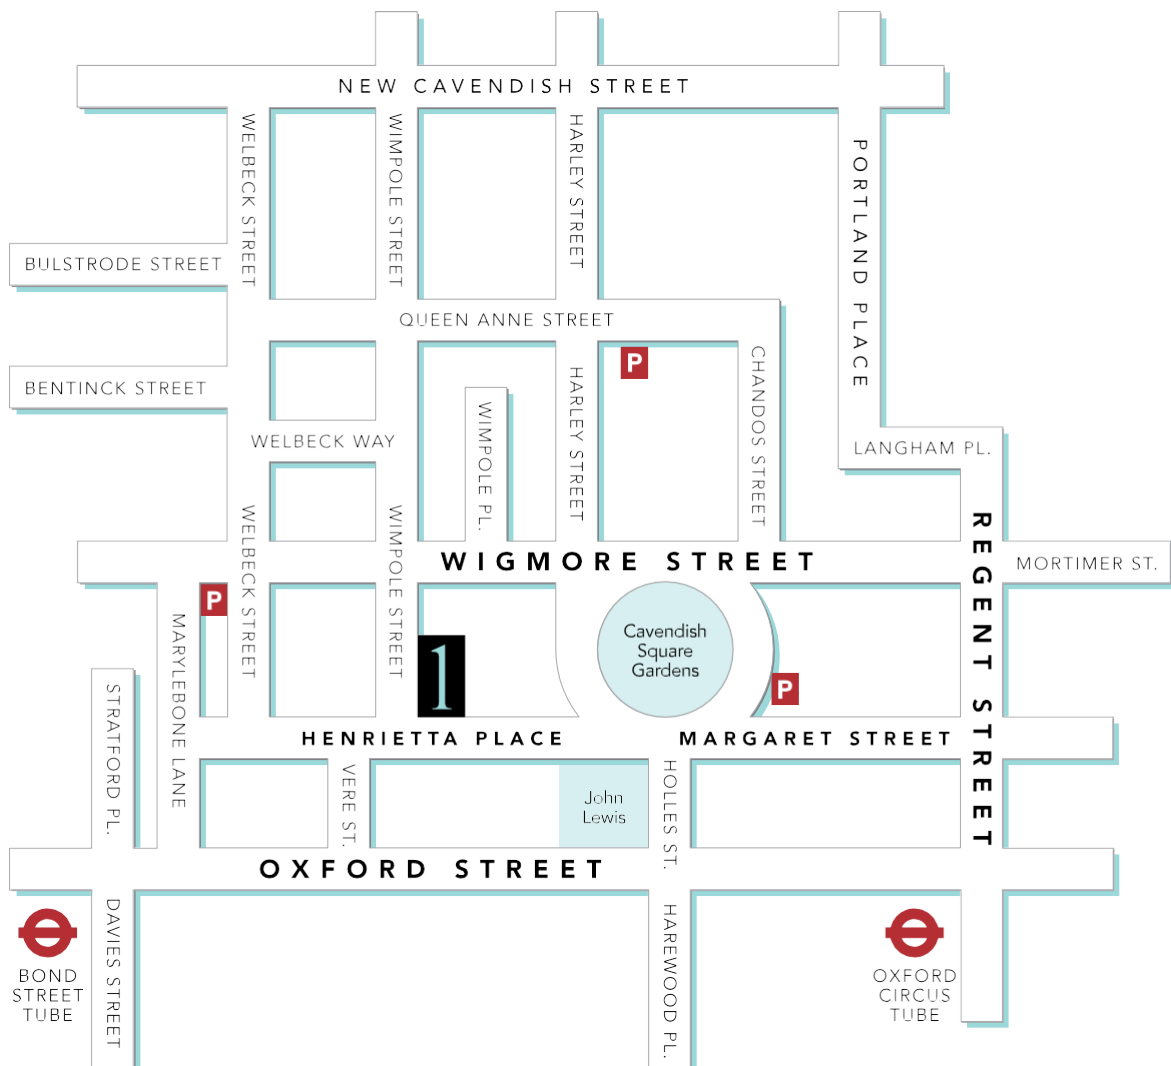 NEW CAVENDISH STREET
WELBECK STREET
WIMPOLE STREET
HARLEY STREET
PORTLAND PLACE
BULSTRODE STREET
QUEEN ANNE STREET
P
CHANDOS STREET
BENTINCK STREET
HARLEY STREET
WIMPOLE PL.
WELBECK WAY
LANGHAM PL.
WELBECK STREET
WIMPOLE STREET
WIGMORE STREET
REGENT STREET
MORTIMER ST.
P
MARYLEBONE LANE
Cavendish
Square
Gardens
1
P
STRATFORD PL.
HENRIETTA PLACE
MARGARET STREET
VERE ST.
John
Lewis
HOLLES ST.
OXFORD STREET
DAVIES STREET
HAREWOOD PL.
BOND
STREET
TUBE
OXFORD
CIRCUS
TUBE